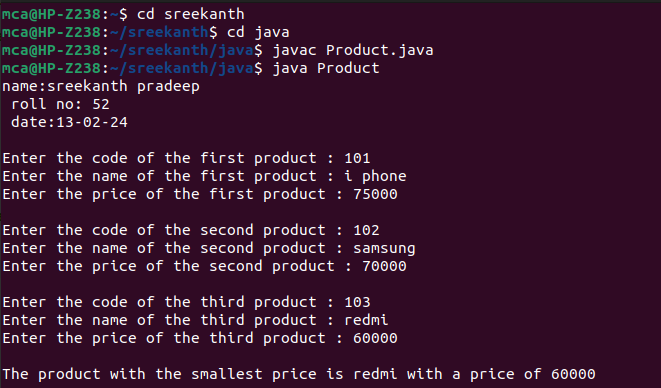 mca@HP-Z238:~$ cd sreekanth
mca@HP-Z238:~/sreekanth$ cd java
mca@HP-Z238:~/sreekanth/java$ javac Product.java
mca@HP-Z238:~/sreekanth/java$ java Product
name:sreekanth pradeep
 roll no: 52
 date:13-02-24

Enter the code of the first product : 101
Enter the name of the first product : i phone
Enter the price of the first product : 75000

Enter the code of the second product : 102
Enter the name of the second product : samsung
Enter the price of the second product : 70000

Enter the code of the third product : 103
Enter the name of the third product : redmi
Enter the price of the third product : 60000

The product with the smallest price is redmi with a price of 60000